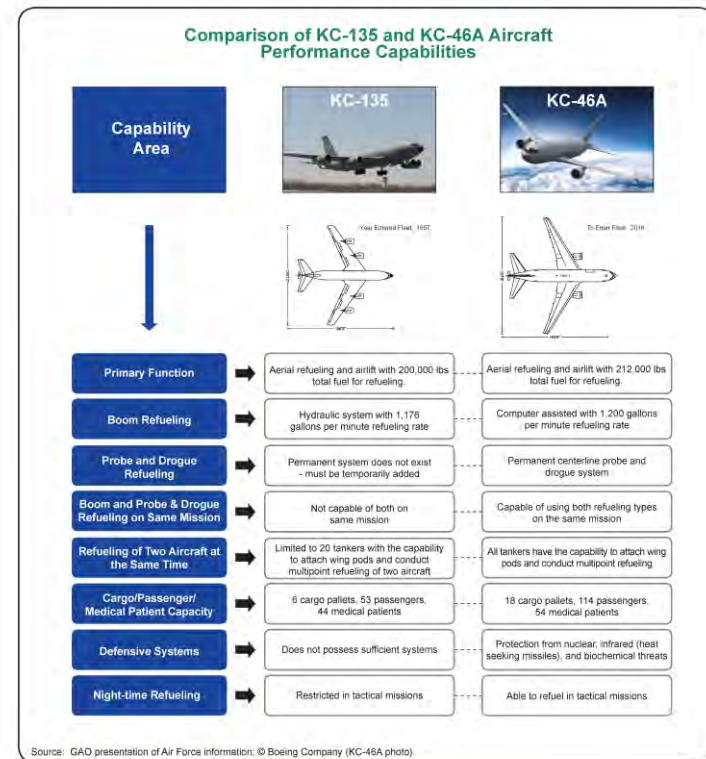 Comparison of KC-135 and KC-46A Aircraft
Performance Capabilities
Capability
Area
KC-135
KC-46A
Year Entered Fleet: 1957
To Enter Fleet:
Primary Function
Aerial refueling and airlift with 200,000 lbs
total fuel for refueling.
Aerial refueling and airlift with 212,000 lbs
total fuel for refueling.
Boom Refueling
Hydraulic system with 1,176
gallons per minute refueling rate
Computer assisted with 1,200 gallons
per minute refueling rate
Probe and Drogue
Refueling
Permanent system does not exist
- must be temporarily added
Permanent centerline probe and
drogue system
Boom and Probe & Drogue
Refueling on Same Mission
Not capable of both on
same mission
Capable of using both refueling types
on the same mission
Refueling of Two Aircraft at
the Same Time
Limited to 20 tankers with the capability
to attach wing pods and conduct
multipoint refueling of two aircraft
All tankers have the capability to attach wing
pods and conduct multipoint refueling
Cargo/Passenger/
Medical Patient Capacity
6 cargo pallets, 53 passengers,
44 medical patients
18 cargo pallets, 114 passengers,
54 medical patients
Defensive Systems
Does not possess sufficient systems
Protection from nuclear, infrared (heat
seeking missiles), and biochemical threats
Night-time Refueling
Restricted in tactical missions
Able to refuel in tactical missions
Source: GAO presentation of Air Force information; © Boeing Company (KC-46A photo).